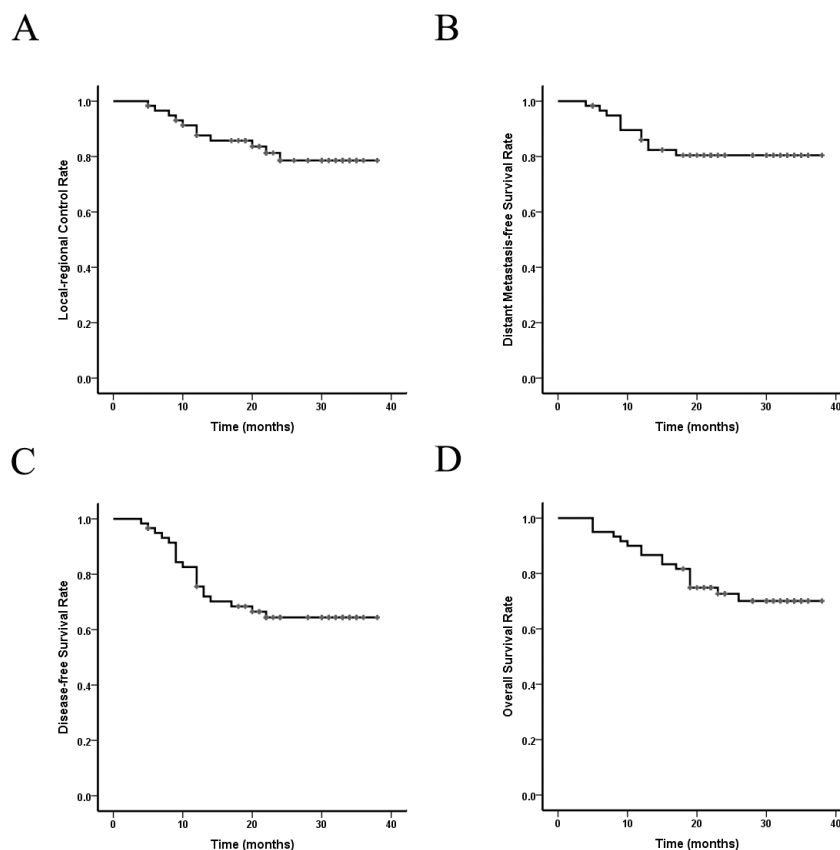 A
Local-regional Control Rate
1.0
0.8
0.6
0.4
0.2
0.0
0 10 20 30 40
Time (months)
B
Distant Metastasis-free Survival Rate
1.0
0.8
0.6
0.4
0.2
0.0
0 10 20 30 40
Time (months)
C
Disease-free Survival Rate
1.0
0.8
0.6
0.4
0.2
0.0
0 10 20 30 40
Time (months)
D
Overall Survival Rate
1.0
0.8
0.6
0.4
0.2
0.0
0 10 20 30 40
Time (months)